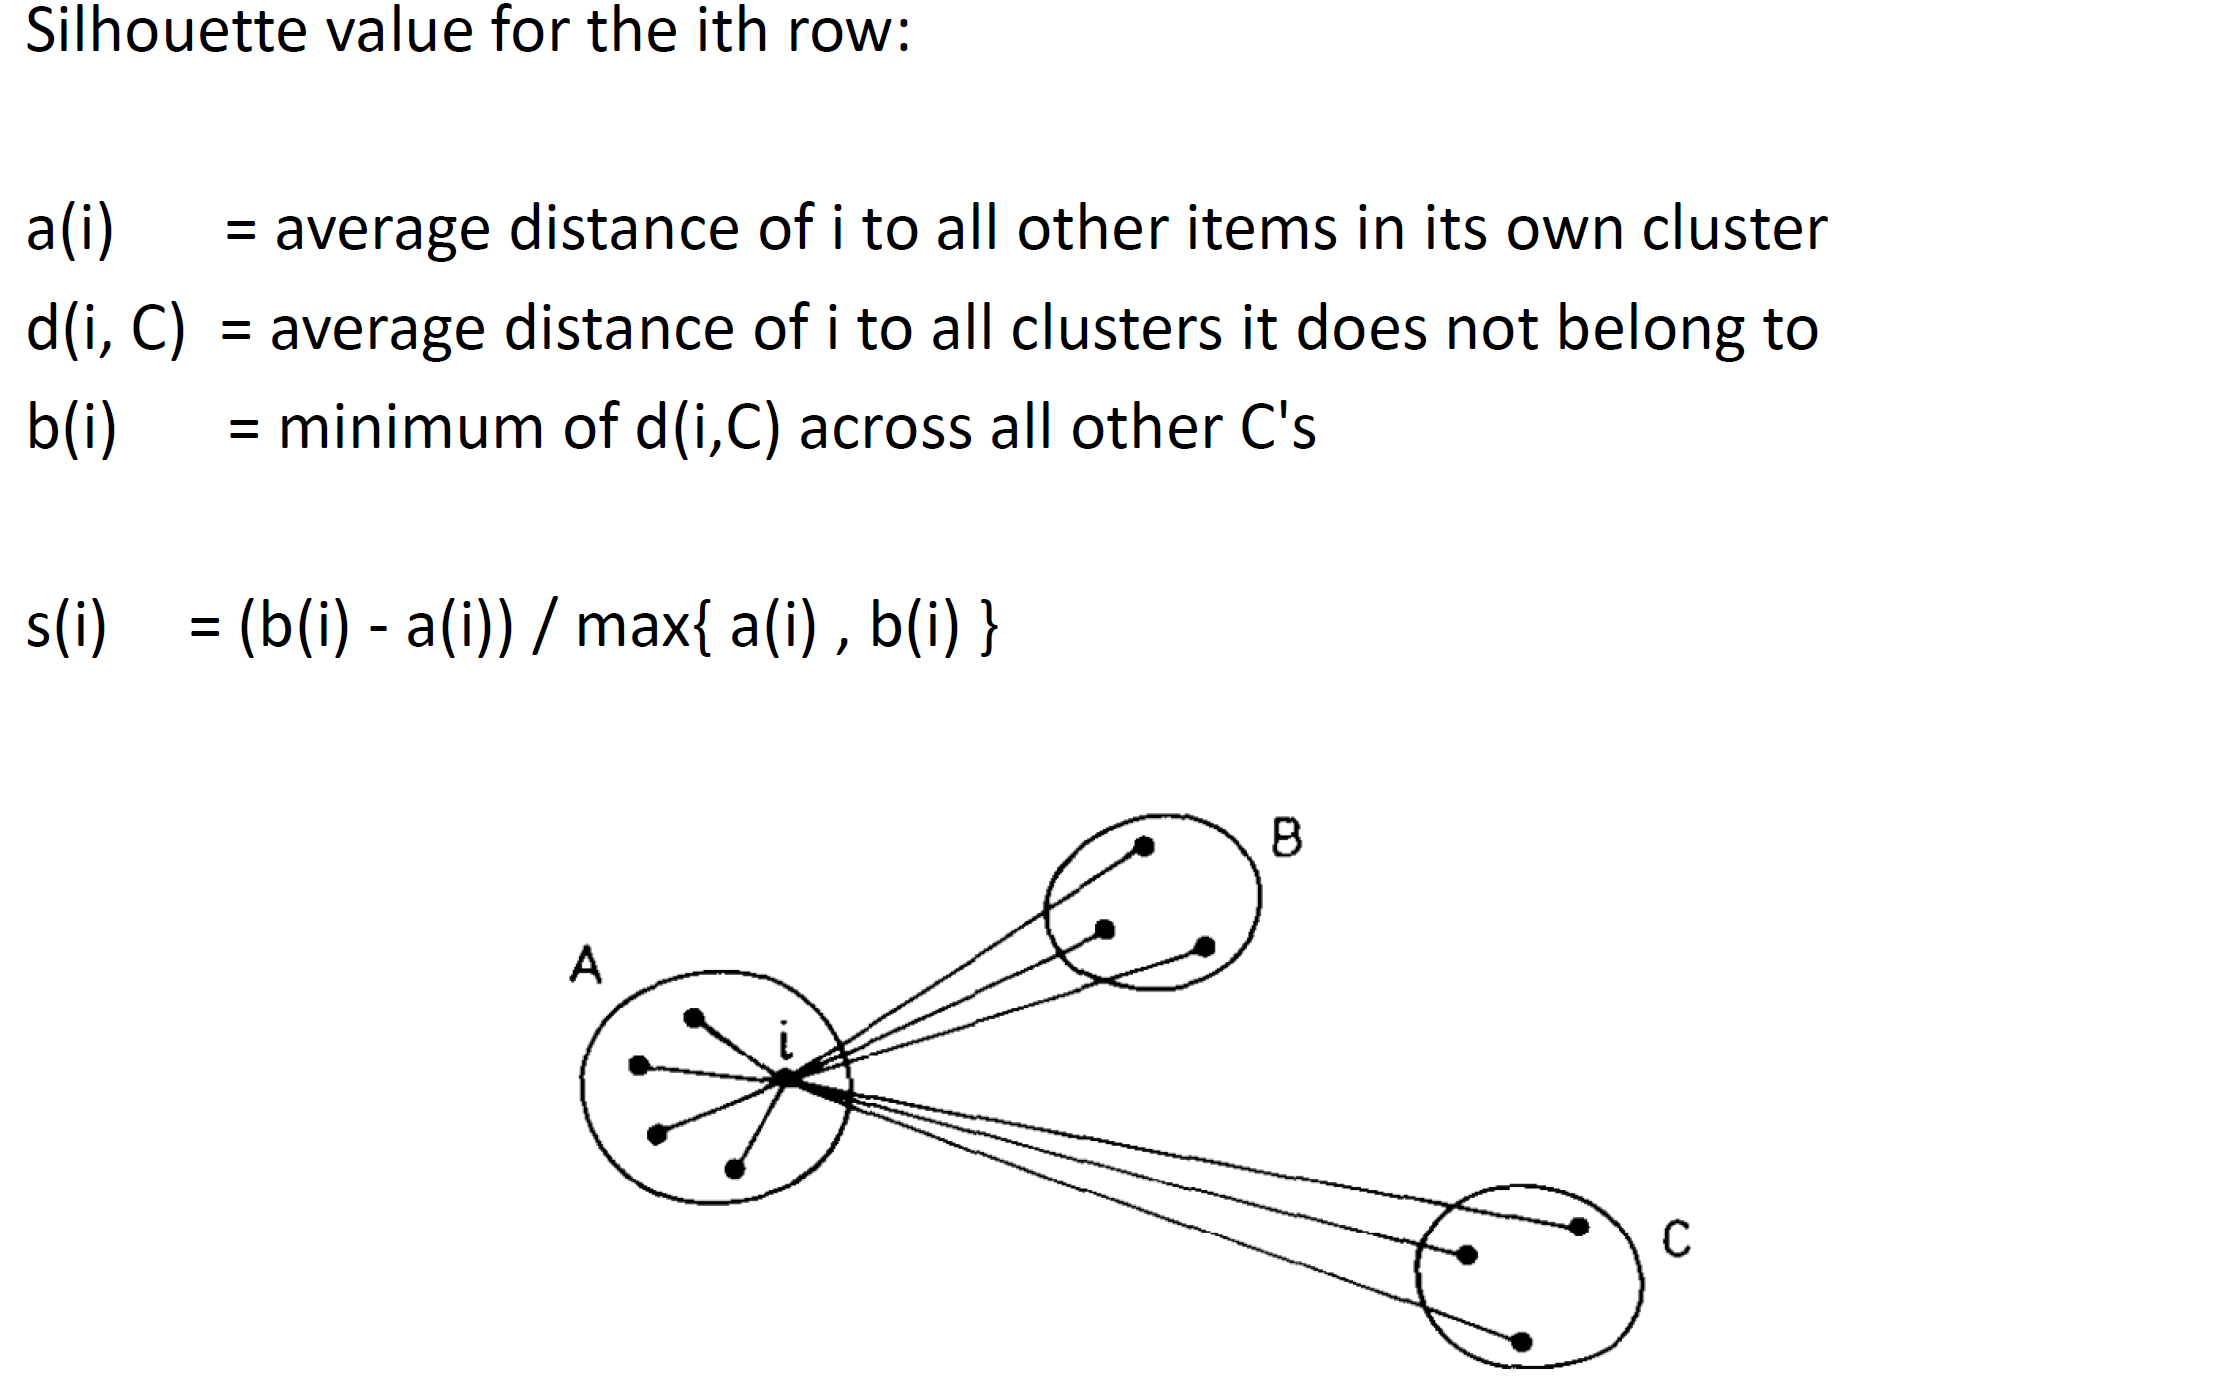 Silhouette value for the ith row:
a(i) = average distance of i to all other items in its own cluster
d(i, C) = average distance of i to all clusters it does not belong to
b(i) = minimum of d(i,C) across all other C's
s(i) = (b(i) - a(i)) / max{ a(i) , b(i) }
B
A
i
C